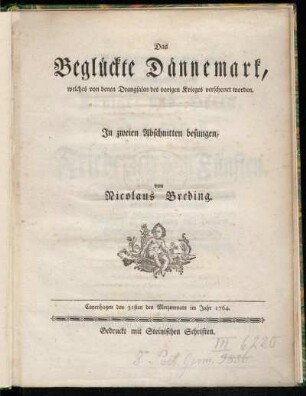 Das
Beglückte Dännemark,
welches von denen Drangsalen des vorigen Krieges verschonet worden,
In zweien Abschnitten besungen,
von
Nicolaus Breding.
Copenhagen den 31sten des Merzmonats im Jahr 1764.
Gedruckt mit Steinischen Schriften.
m 6220